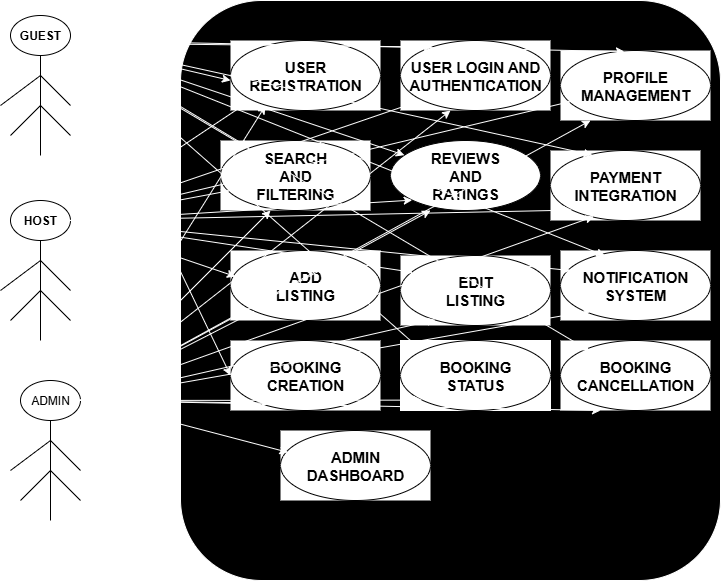 GUEST
USER
REGISTRATION
USER LOGIN AND
AUTHENTICATION
PROFILE
MANAGEMENT
SEARCH
AND
FILTERING
REVIEWS
AND
RATINGS
PAYMENT
INTEGRATION
HOST
ADD
LISTING
EDIT
LISTING
NOTIFICATION
SYSTEM
BOOKING
CREATION
BOOKING
STATUS
BOOKING
CANCELLATION
ADMIN
ADMIN
DASHBOARD